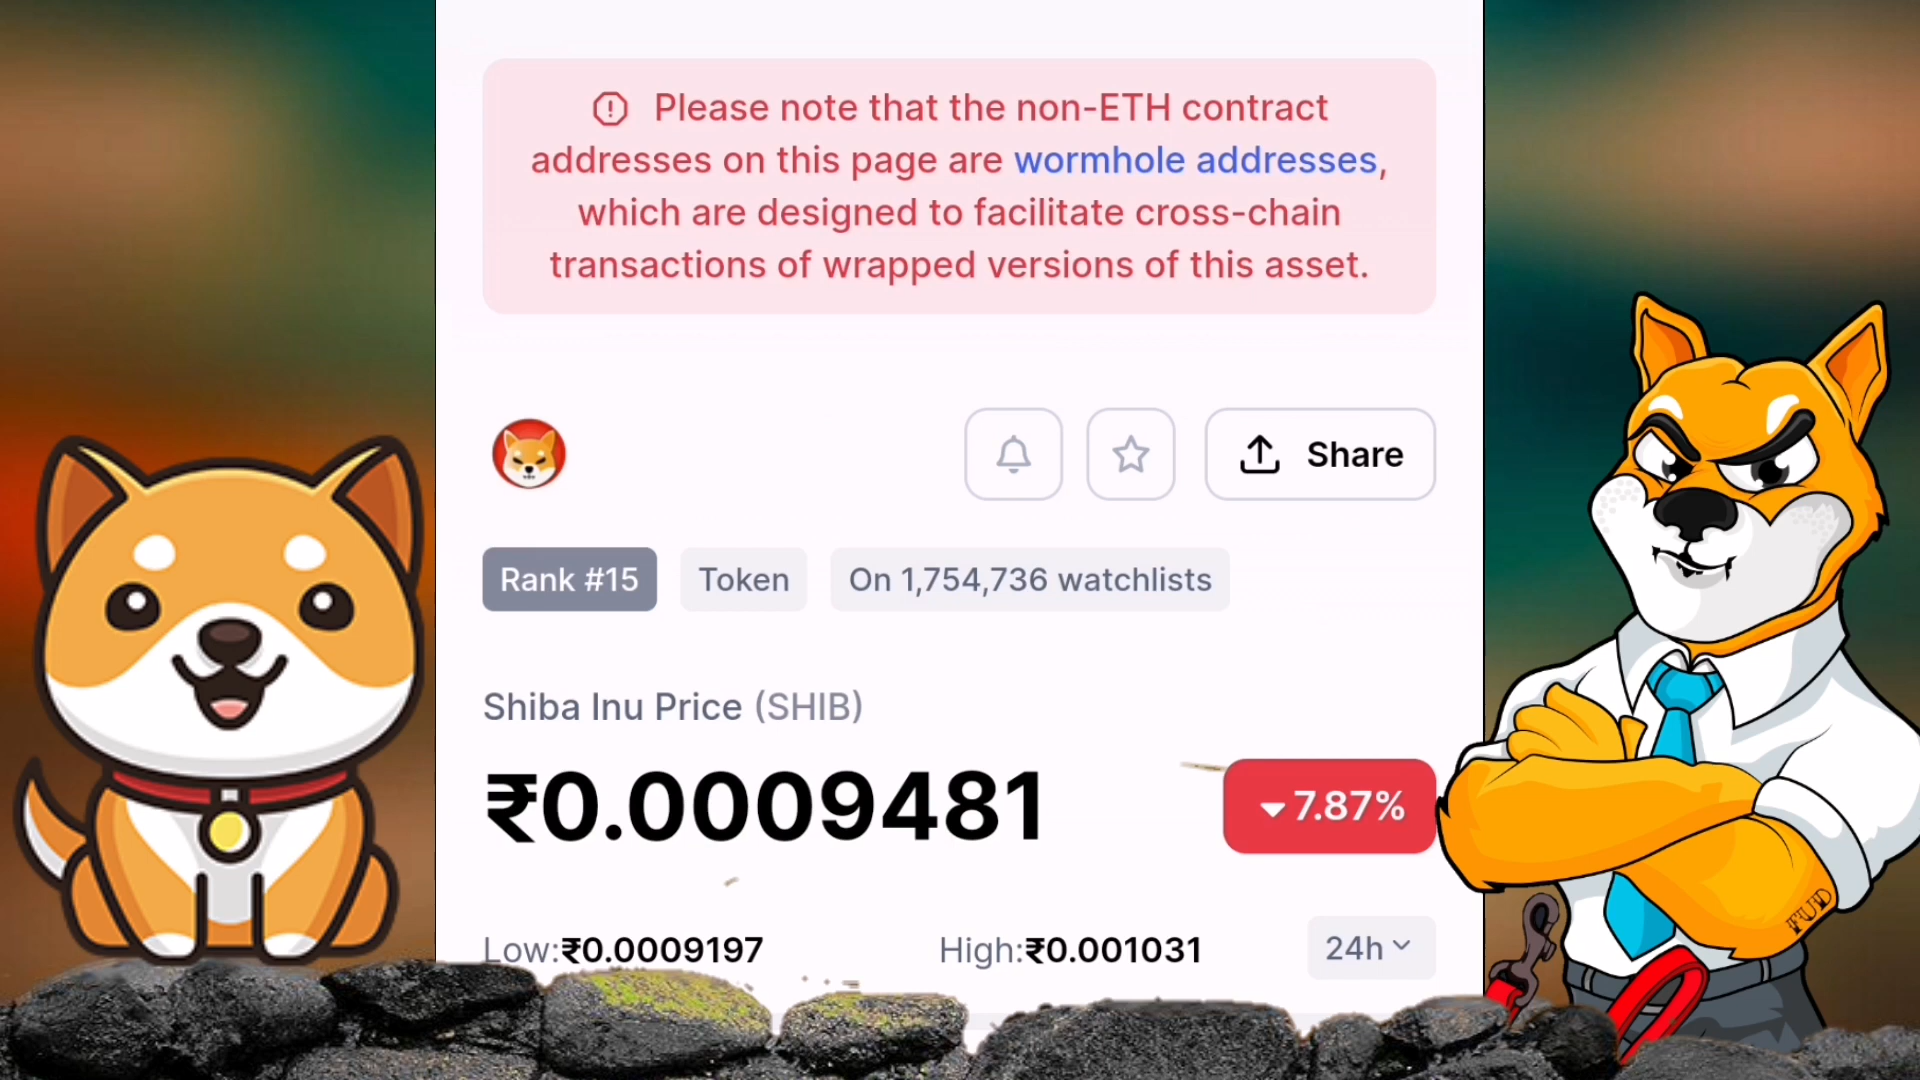 Please note that the non-ETH contract
addresses on this page are wormhole addresses,
which are designed to facilitate cross-chain
transactions of wrapped versions of this asset.
Share
Rank #15 Token On 1,754,736 watchlists
Shiba Inu Price (SHIB)
₹0.0009481 7.87%
Low:₹0.0009197 High:₹0.001031 24h
FUD